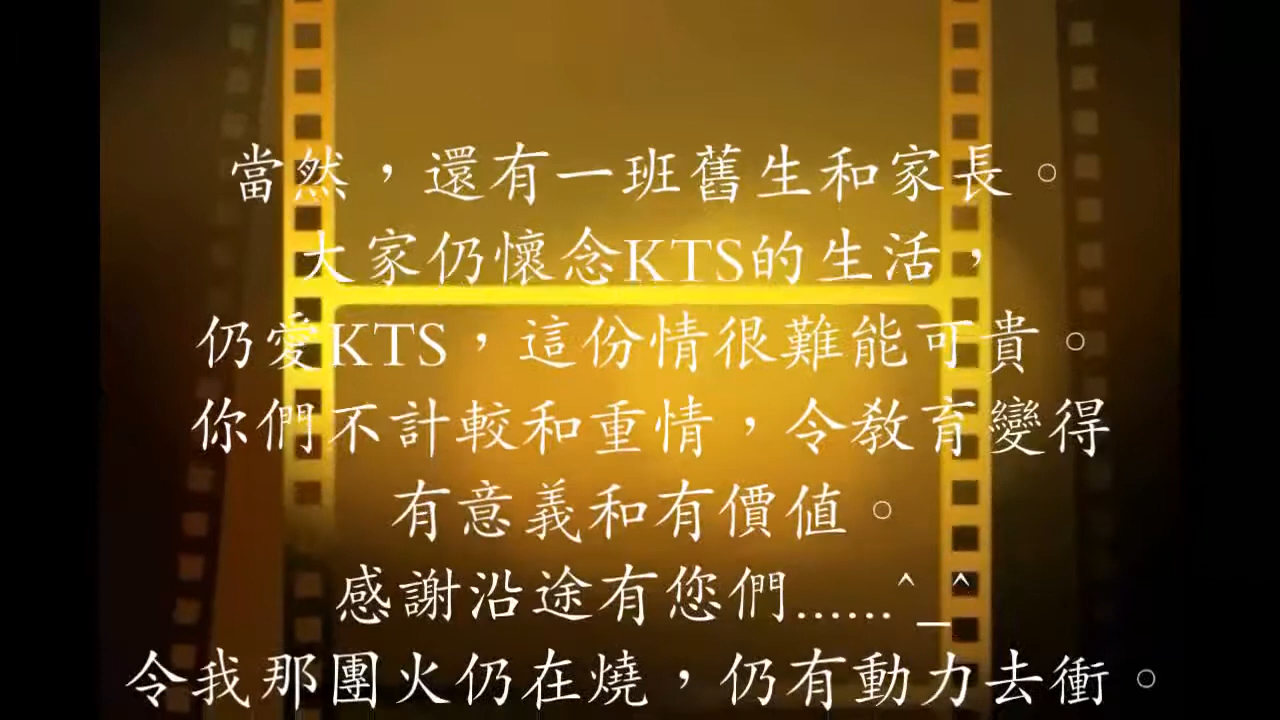 當然，還有一班舊生和家長。
大家仍懷念KTS的生活，
仍愛KTS，這份情很難能可貴。
你們不計較和重情，令教育變得
有意義和有價值。
感謝沿途有您們......^_^
令我那團火仍在燒，仍有動力去衝。